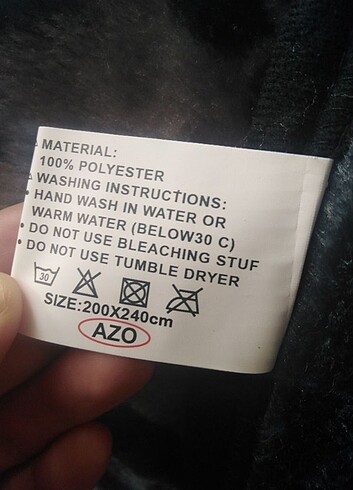 MATERIAL:
100% POLYESTER
WASHING INSTRUCTIONS:
• HAND WASH IN WATER OR
WARM WATER (BELOW30 C)
• DO NOT USE BLEACHING STUF
• DO NOT USE TUMBLE DRYER
30
SIZE:200X240cm
AZO